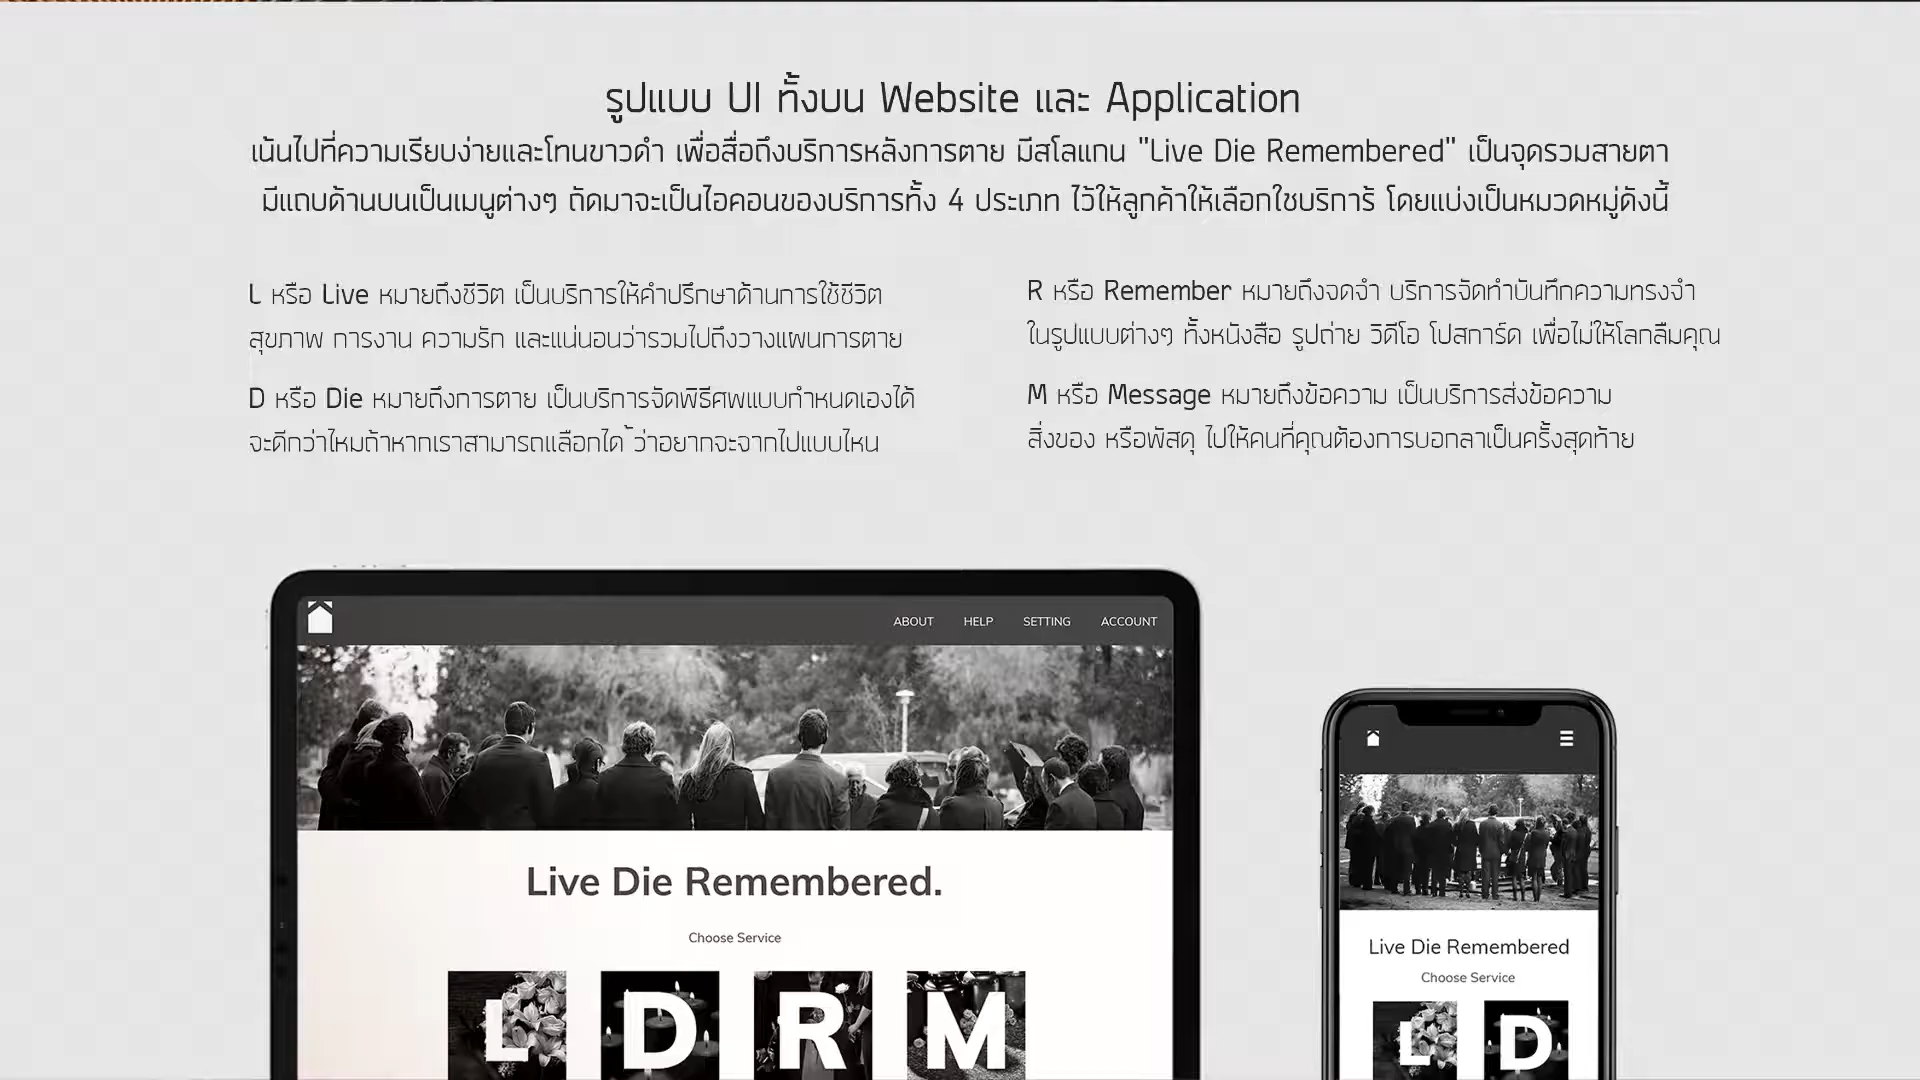 รูปแบบ UI ทั้งบน Website และ Application
เน้นไปที่ความเรียบง่ายและโทนขาวดำ เพื่อสื่อถึงบริการหลังการตาย มีสโลแกน "Live Die Remembered" เป็นจุดรวมสายตา
มีแถบด้านบนเป็นเมนูต่างๆ ถัดมาจะเป็นไอคอนของบริการทั้ง 4 ประเภท ไว้ให้ลูกค้าให้เลือกใชบริการ้ โดยแบ่งเป็นหมวดหมู่ดังนี้
L หรือ Live หมายถึงชีวิต เป็นบริการให้คำปรึกษาด้านการใช้ชีวิต
สุขภาพ การงาน ความรัก และแน่นอนว่ารวมไปถึงวางแผนการตาย
D หรือ Die หมายถึงการตาย เป็นบริการจัดพิธีศพแบบกำหนดเองได้
จะดีกว่าไหมถ้าหากเราสามารถแลือกได ้ว่าอยากจะจากไปแบบไหน
R หรือ Remember หมายถึงจดจำ บริการจัดทำบันทึกความทรงจำ
ในรูปแบบต่างๆ ทั้งหนังสือ รูปถ่าย วิดีโอ โปสการ์ด เพื่อไม่ให้โลกลืมคุณ
M หรือ Message หมายถึงข้อความ เป็นบริการส่งข้อความ
สิ่งของ หรือพัสดุ ไปให้คนที่คุณต้องการบอกลาเป็นครั้งสุดท้าย
ABOUT HELP SETTING ACCOUNT
Live Die Remembered.
Choose Service
L D R M
Live Die Remembered
Choose Service
L D